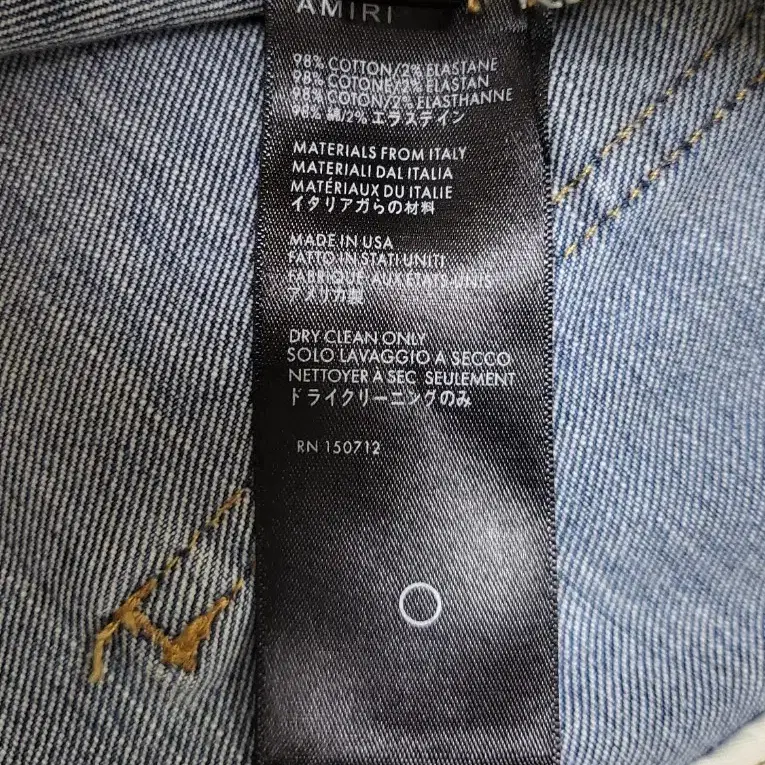 AMIRI
98% COTTON/2% ELASTANE
98% COTONE/2% ELASTAN
98% COTON/2% ELASTHANNE
98% 綿/2% エラステイン
MATERIALS FROM ITALY
MATERIALI DAL ITALIA
MATÉRIAUX DU ITALIE
イタリアガらの材料
MADE IN USA
FATTO IN STATI UNITI
FABRIQUE AUX ÉTATS-UNIS
アメリカ製
DRY CLEAN ONLY
SOLO LAVAGGIO A SECCO
NETTOYER À SEC SEULEMENT
ドライクリーニングのみ
RN 150712